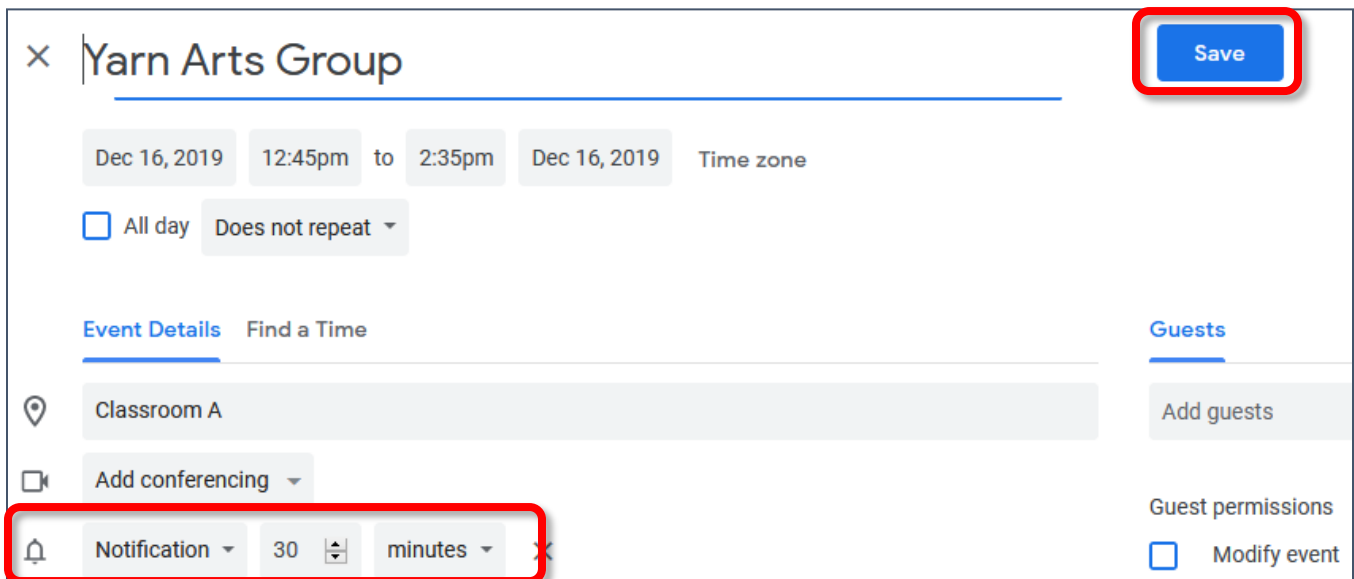 Yarn Arts Group
Save
Dec 16, 2019 12:45pm to 2:35pm Dec 16, 2019 Time zone
All day Does not repeat
Event Details Find a Time
Guests
Classroom A
Add guests
Add conferencing
Guest permissions
Notification 30 minutes
Modify event